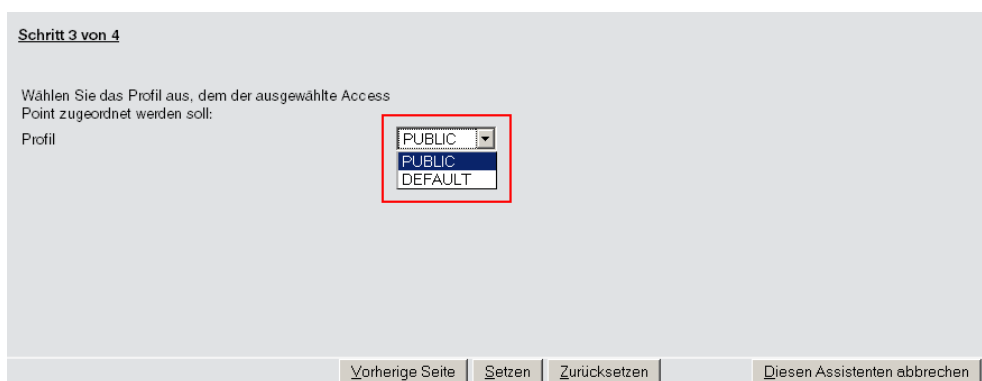 Schritt 3 von 4
Wählen Sie das Profil aus, dem der ausgewählte Access
Point zugeordnet werden soll:
Profil
PUBLIC
PUBLIC
DEFAULT
Vorherige Seite
Setzen
Zurücksetzen
Diesen Assistenten abbrechen